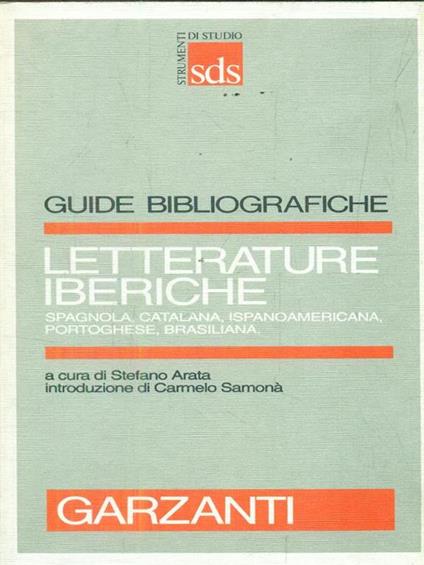 STRUMENTI
DI STUDIO
sds
GUIDE BIBLIOGRAFICHE
LETTERATURE
IBERICHE
SPAGNOLA, CATALANA, ISPANOAMERICANA,
PORTOGHESE, BRASILIANA.
a cura di Stefano Arata
introduzione di Carmelo Samonà
GARZANTI